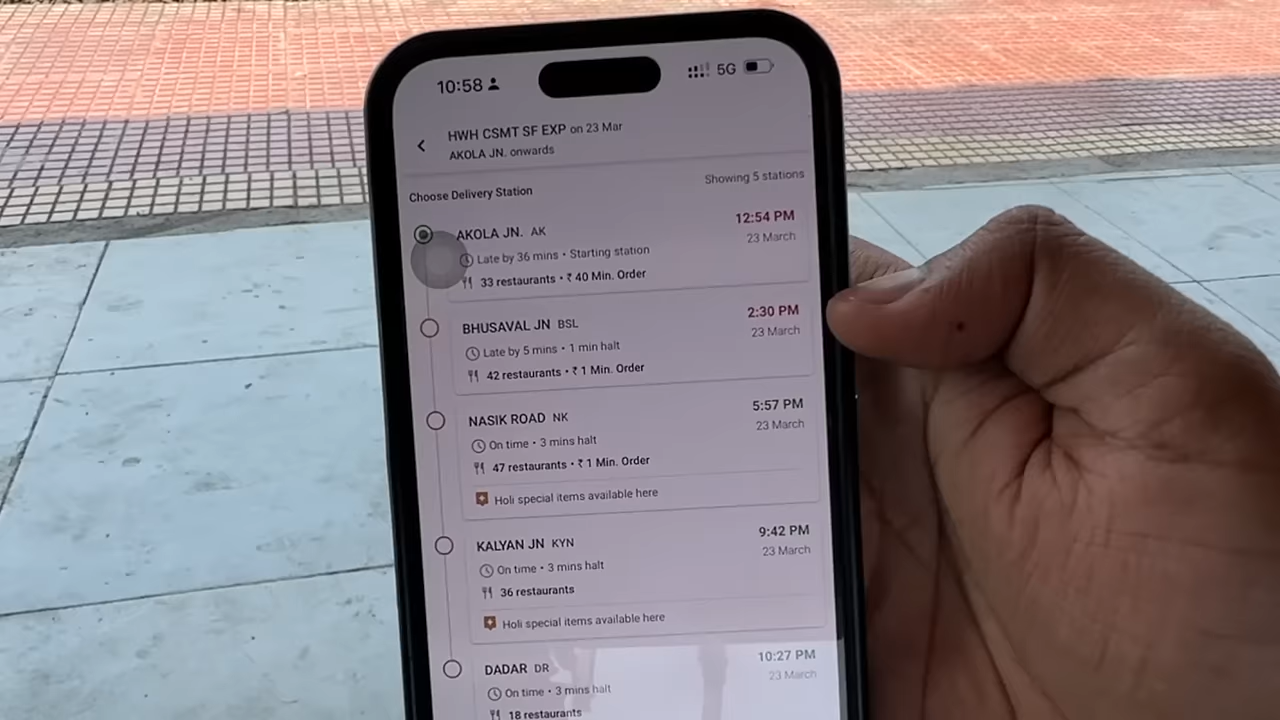 10:58 5G
HWH CSMT SF EXP on 23 Mar
AKOLA JN. onwards
Choose Delivery Station Showing 5 stations
AKOLA JN. AK 12:54 PM
Late by 36 mins • Starting station 23 March
33 restaurants • ₹ 40 Min. Order
BHUSAVAL JN BSL 2:30 PM
Late by 5 mins • 1 min halt 23 March
42 restaurants • ₹ 1 Min. Order
NASIK ROAD NK 5:57 PM
On time • 3 mins halt 23 March
47 restaurants • ₹ 1 Min. Order
Holi special items available here
KALYAN JN KYN 9:42 PM
On time • 3 mins halt 23 March
36 restaurants
Holi special items available here
DADAR DR 10:27 PM
On time • 3 mins halt 23 March
18 restaurants